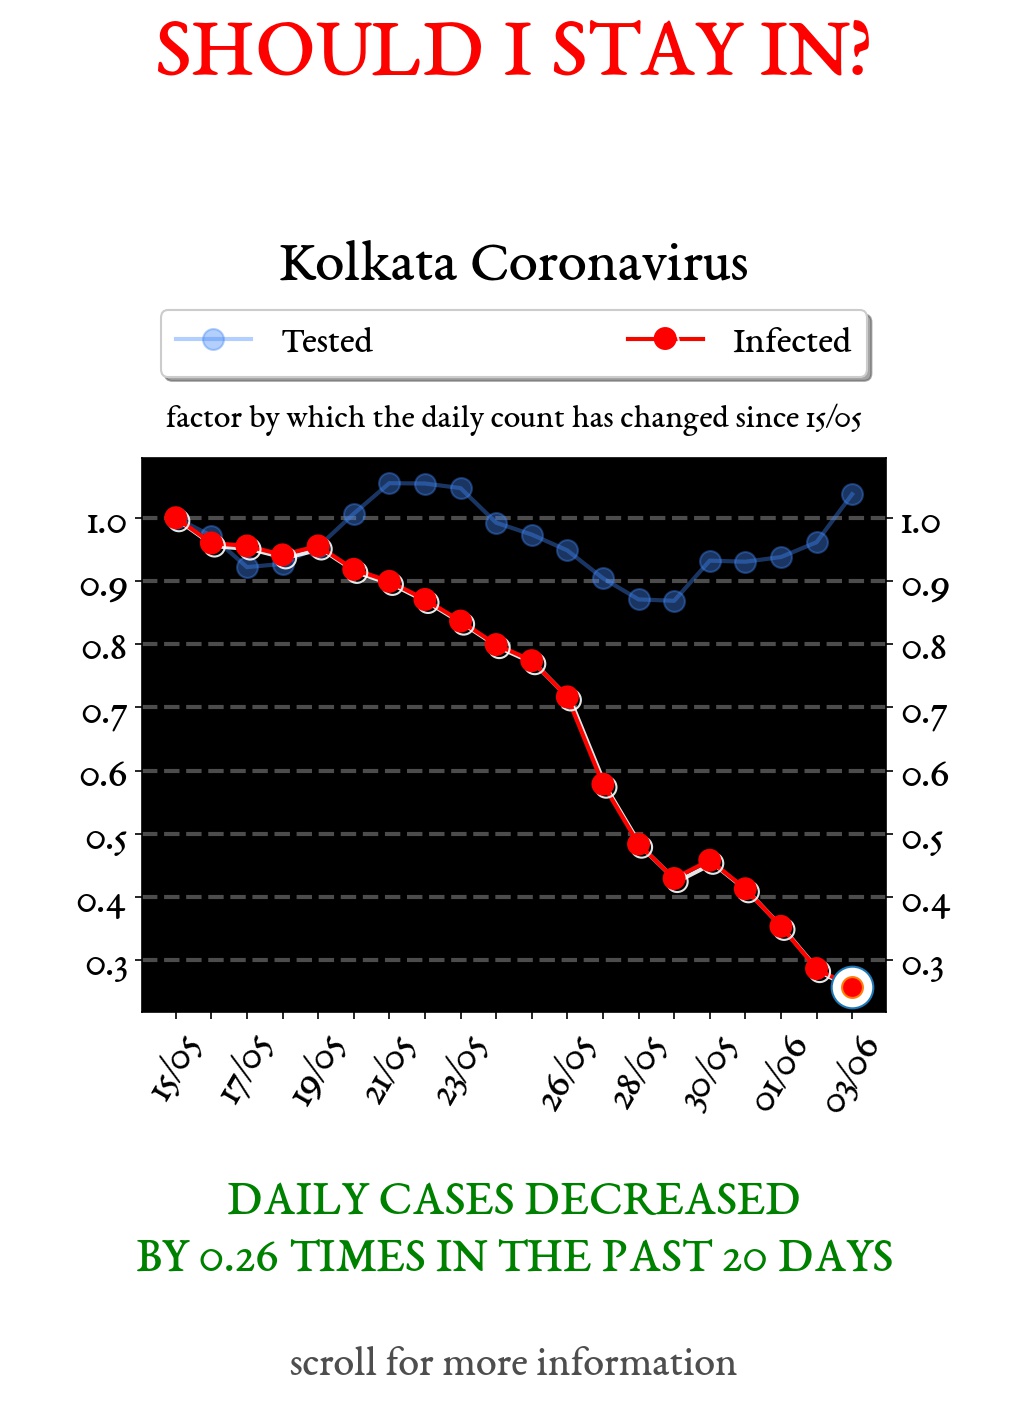 SHOULD I STAY IN?
Kolkata Coronavirus
Tested Infected
factor by which the daily count has changed since 15/05
1.0 1.0
0.9 0.9
0.8 0.8
0.7 0.7
0.6 0.6
0.5 0.5
0.4 0.4
0.3 0.3
15/05 17/05 19/05 21/05 23/05 26/05 28/05 30/05 01/06 03/06
DAILY CASES DECREASED
BY 0.26 TIMES IN THE PAST 20 DAYS
scroll for more information